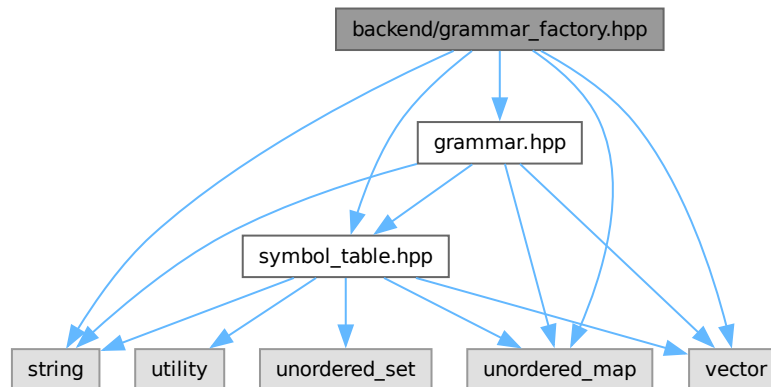 backend/grammar_factory.hpp
grammar.hpp
symbol_table.hpp
string
utility
unordered_set
unordered_map
vector